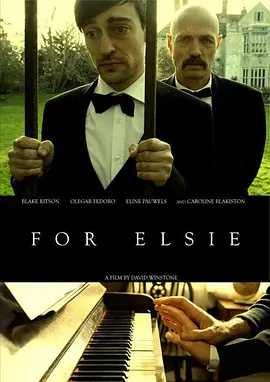 BLAKE RITSON OLEGAR FEDORO ELINE PAUWELS AND CAROLINE BLAKISTON
FOR ELSIE
A FILM BY DAVID WINSTONE